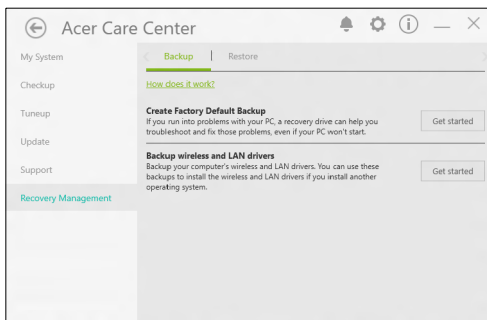 Acer Care Center
My System
Checkup
Tuneup
Update
Support
Recovery Management
Backup
Restore
How does it work?
Create Factory Default Backup
If you run into problems with your PC, a recovery drive can help you
troubleshoot and fix those problems, even if your PC won't start.
Get started
Backup wireless and LAN drivers
Backup your computer's wireless and LAN drivers. You can use these
backups to install the wireless and LAN drivers if you install another
operating system.
Get started